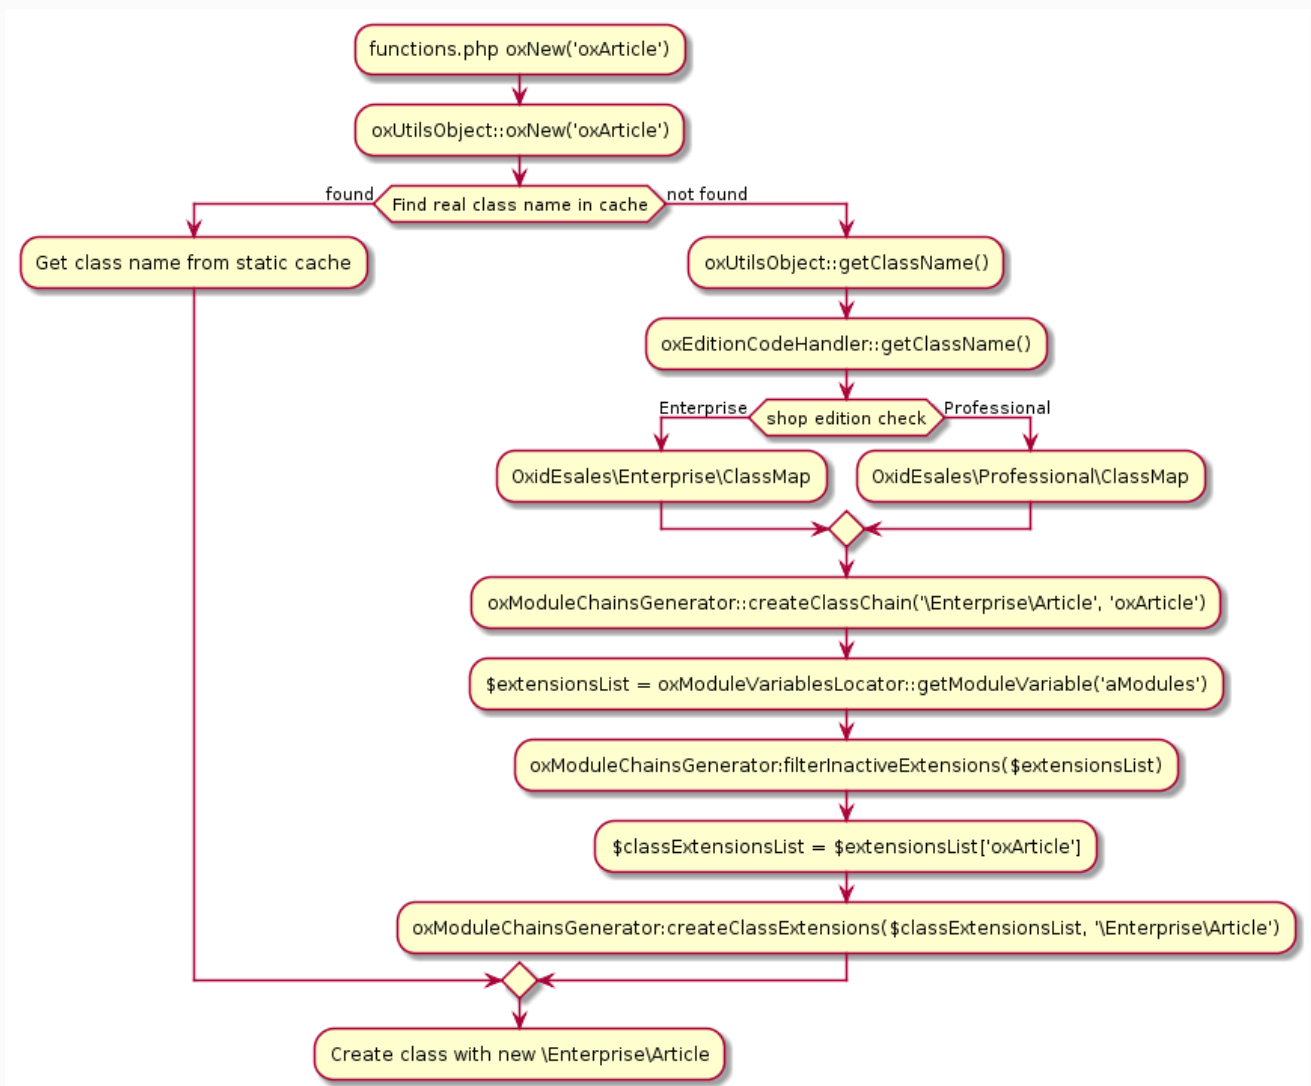 functions.php oxNew('oxArticle')
oxUtilsObject::oxNew('oxArticle')
found
Find real class name in cache
not found
Get class name from static cache
oxUtilsObject::getClassName()
oxEditionCodeHandler::getClassName()
Enterprise
shop edition check
Professional
OxidEsales\Enterprise\ClassMap
OxidEsales\Professional\ClassMap
oxModuleChainsGenerator::createClassChain('\Enterprise\Article', 'oxArticle')
$extensionsList = oxModuleVariablesLocator::getModuleVariable('aModules')
oxModuleChainsGenerator:filterInactiveExtensions($extensionsList)
$classExtensionsList = $extensionsList['oxArticle']
oxModuleChainsGenerator:createClassExtensions($classExtensionsList, '\Enterprise\Article')
Create class with new \Enterprise\Article